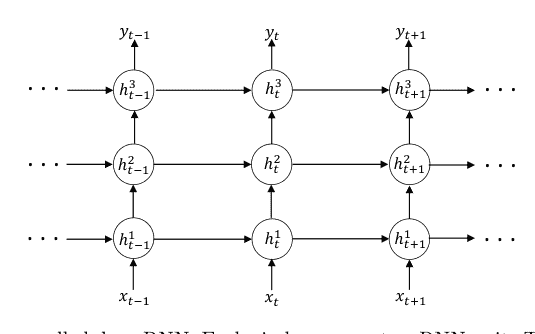 y_{t-1} y_t y_{t+1}
. . . h^3_{t-1} h^3_t h^3_{t+1} . . .
. . . h^2_{t-1} h^2_t h^2_{t+1} . . .
. . . h^1_{t-1} h^1_t h^1_{t+1} . . .
x_{t-1} x_t x_{t+1}